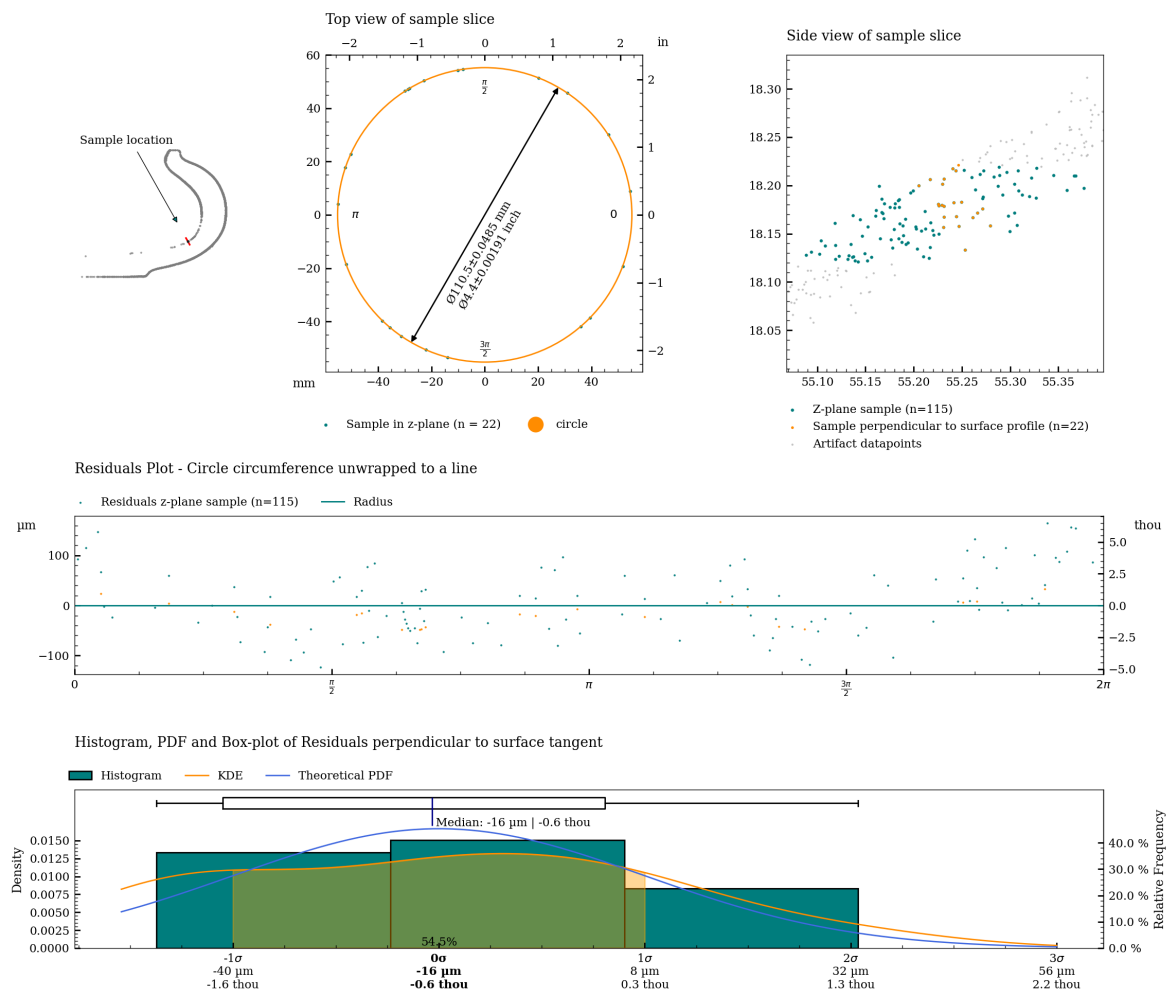 Top view of sample slice
−2 −1 0 1 2 in
Sample location
60
40
20
0
−20
−40
mm
2
1
0
−1
−2
π/2
π
0
3π/2
Ø110.5±0.0485 mm
Ø4.4±0.00191 inch
−40 −20 0 20 40
Sample in z-plane (n = 22)
circle
Side view of sample slice
18.30
18.25
18.20
18.15
18.10
18.05
55.10 55.15 55.20 55.25 55.30 55.35
Z-plane sample (n=115)
Sample perpendicular to surface profile (n=22)
Artifact datapoints
Residuals Plot - Circle circumference unwrapped to a line
Residuals z-plane sample (n=115)
Radius
µm
thou
100
0
−100
5.0
2.5
0.0
−2.5
−5.0
0 π/2 π 3π/2 2π
Histogram, PDF and Box-plot of Residuals perpendicular to surface tangent
Histogram
KDE
Theoretical PDF
Median: -16 µm | -0.6 thou
Density
0.0150
0.0125
0.0100
0.0075
0.0050
0.0025
0.0000
40.0 %
30.0 %
20.0 %
10.0 %
0.0 %
Relative Frequency
54.5%
-1σ 0σ 1σ 2σ 3σ
-40 µm -16 µm 8 µm 32 µm 56 µm
-1.6 thou -0.6 thou 0.3 thou 1.3 thou 2.2 thou